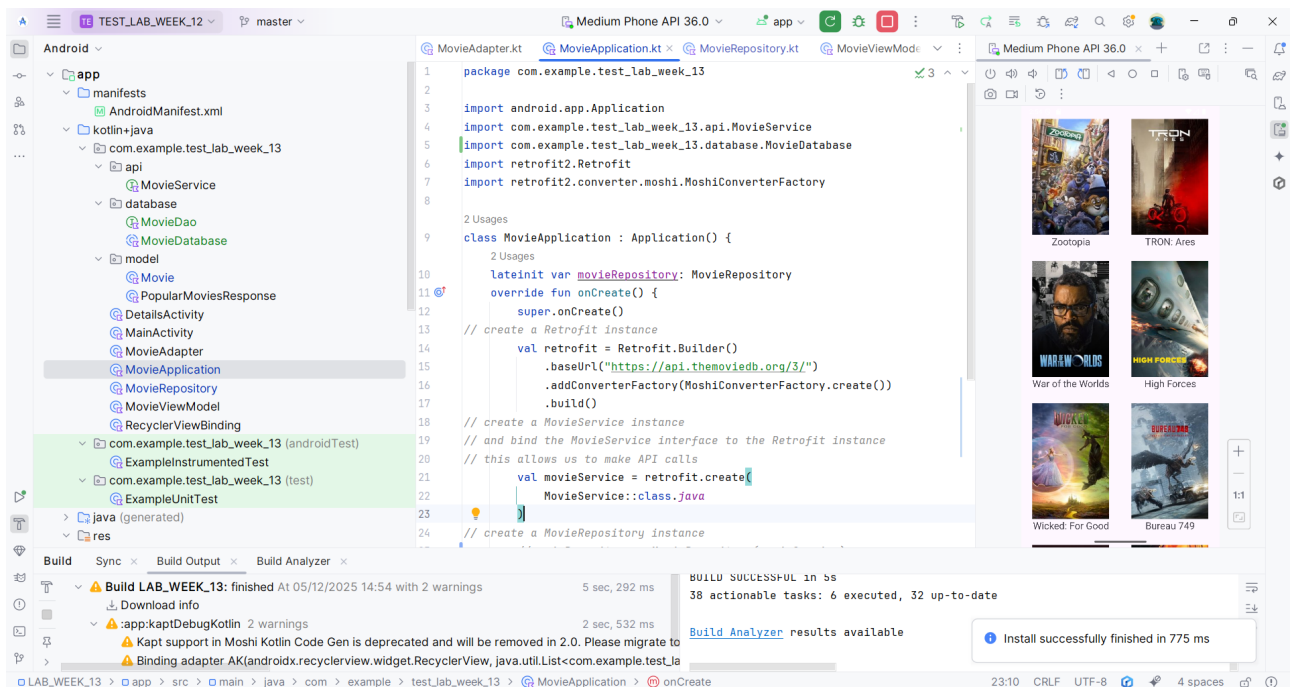 TE TEST_LAB_WEEK_12 master Medium Phone API 36.0 app
Android
app
manifests
AndroidManifest.xml
kotlin+java
com.example.test_lab_week_13
api
MovieService
database
MovieDao
MovieDatabase
model
Movie
PopularMoviesResponse
DetailsActivity
MainActivity
MovieAdapter
MovieApplication
MovieRepository
MovieViewModel
RecyclerViewBinding
com.example.test_lab_week_13 (androidTest)
ExampleInstrumentedTest
com.example.test_lab_week_13 (test)
ExampleUnitTest
java (generated)
res
MovieAdapter.kt MovieApplication.kt MovieRepository.kt MovieViewMode
3
1 package com.example.test_lab_week_13
2
3 import android.app.Application
4 import com.example.test_lab_week_13.api.MovieService
5 import com.example.test_lab_week_13.database.MovieDatabase
6 import retrofit2.Retrofit
7 import retrofit2.converter.moshi.MoshiConverterFactory
8
2 Usages
9 class MovieApplication : Application() {
2 Usages
10 lateinit var movieRepository: MovieRepository
11 override fun onCreate() {
12 super.onCreate()
13 // create a Retrofit instance
14 val retrofit = Retrofit.Builder()
15 .baseUrl("https://api.themoviedb.org/3/")
16 .addConverterFactory(MoshiConverterFactory.create())
17 .build()
18 // create a MovieService instance
19 // and bind the MovieService interface to the Retrofit instance
20 // this allows us to make API calls
21 val movieService = retrofit.create(
22 MovieService::class.java
23 )
24 // create a MovieRepository instance
Medium Phone API 36.0
ZOOTOPIA
TRON
ARES
Zootopia
TRON: Ares
WAR OF THE WORLDS
HIGH FORCES
War of the Worlds
High Forces
WICKED
BUREAU 749
Wicked: For Good
Bureau 749
1:1
Build Sync Build Output Build Analyzer
Build LAB_WEEK_13: finished At 05/12/2025 14:54 with 2 warnings 5 sec, 292 ms
Download info
:app:kaptDebugKotlin 2 warnings 2 sec, 532 ms
Kapt support in Moshi Kotlin Code Gen is deprecated and will be removed in 2.0. Please migrate to
Binding adapter AK(androidx.recyclerview.widget.RecyclerView, java.util.List<com.example.test_la
BUILD SUCCESSFUL in 5s
38 actionable tasks: 6 executed, 32 up-to-date
Build Analyzer results available
Install successfully finished in 775 ms
LAB_WEEK_13 > app > src > main > java > com > example > test_lab_week_13 > MovieApplication > onCreate
23:10 CRLF UTF-8 4 spaces